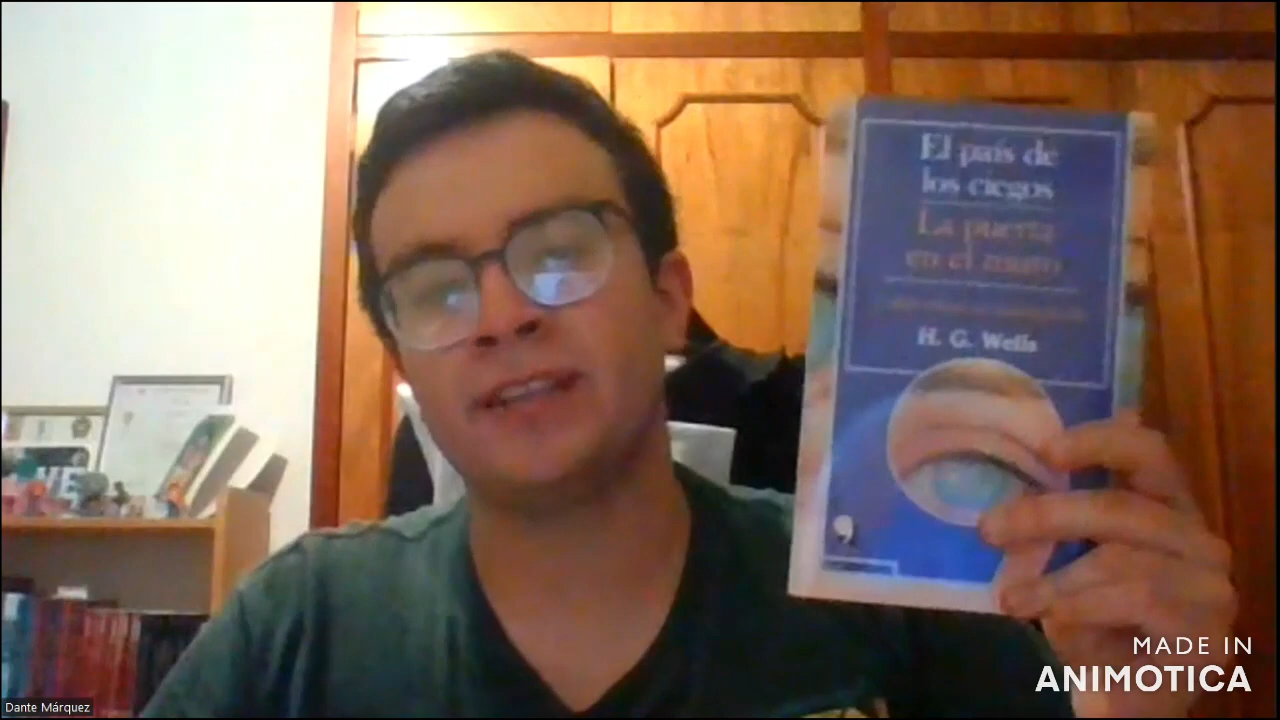 El país de
los ciegos
La puerta
en el muro
H. G. Wells
Dante Márquez
MADE IN
ANIMOTICA